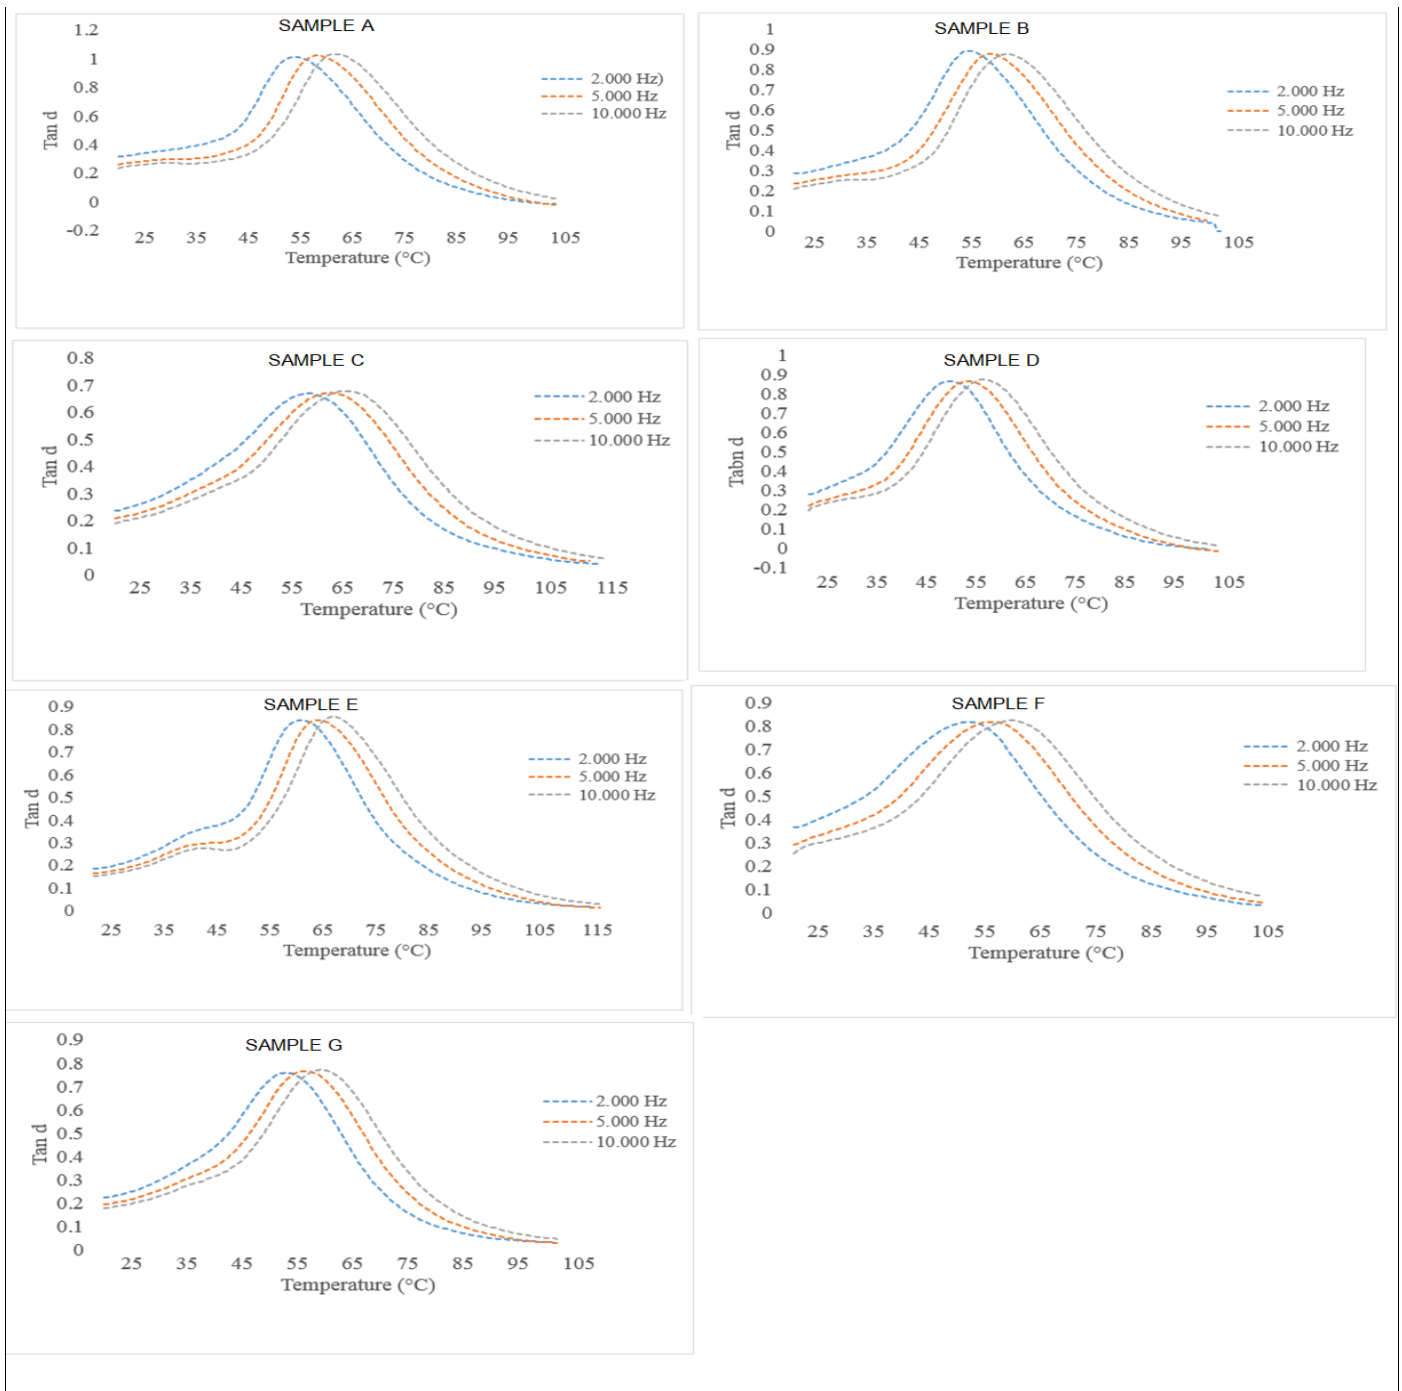 SAMPLE A
1.2
1
0.8
0.6
0.4
0.2
0
-0.2
Tan d
25 35 45 55 65 75 85 95 105
Temperature (°C)
2.000 Hz)
5.000 Hz
10.000 Hz
SAMPLE B
1
0.9
0.8
0.7
0.6
0.5
0.4
0.3
0.2
0.1
0
Tan d
25 35 45 55 65 75 85 95 105
Temperature (°C)
2.000 Hz
5.000 Hz
10.000 Hz
SAMPLE C
0.8
0.7
0.6
0.5
0.4
0.3
0.2
0.1
0
Tan d
25 35 45 55 65 75 85 95 105 115
Temperature (°C)
2.000 Hz
5.000 Hz
10.000 Hz
SAMPLE D
1
0.9
0.8
0.7
0.6
0.5
0.4
0.3
0.2
0.1
0
-0.1
Tabn d
25 35 45 55 65 75 85 95 105
Temperature (°C)
2.000 Hz
5.000 Hz
10.000 Hz
SAMPLE E
0.9
0.8
0.7
0.6
0.5
0.4
0.3
0.2
0.1
0
Tan d
25 35 45 55 65 75 85 95 105 115
Temperature (°C)
2.000 Hz
5.000 Hz
10.000 Hz
SAMPLE F
0.9
0.8
0.7
0.6
0.5
0.4
0.3
0.2
0.1
0
Tan d
25 35 45 55 65 75 85 95 105
Temperature (°C)
2.000 Hz
5.000 Hz
10.000 Hz
SAMPLE G
0.9
0.8
0.7
0.6
0.5
0.4
0.3
0.2
0.1
0
Tan d
25 35 45 55 65 75 85 95 105
Temperature (°C)
2.000 Hz
5.000 Hz
10.000 Hz